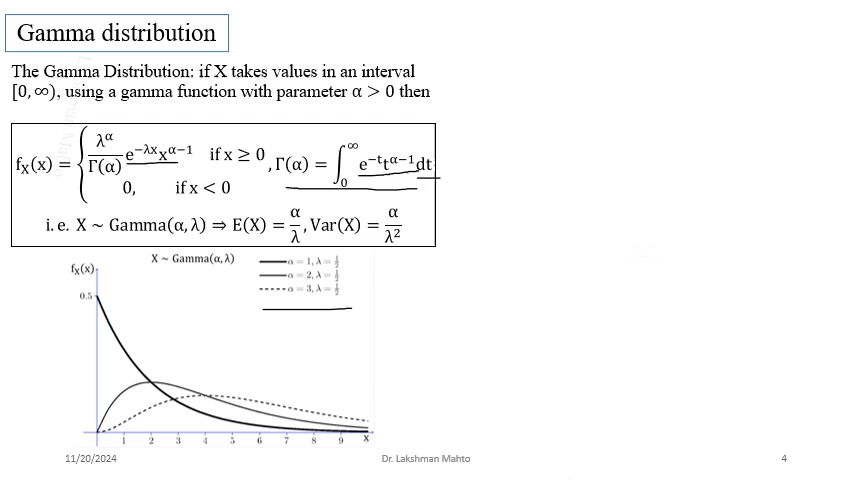 Gamma distribution
The Gamma Distribution: if X takes values in an interval
[0, ∞), using a gamma function with parameter α > 0 then
fX(x) = { λ^α/Γ(α) e^−λx x^α−1 if x ≥ 0 , Γ(α) = ∫₀^∞ e^−t t^α−1 dt
0, if x < 0
i. e. X ~ Gamma(α, λ) ⇒ E(X) = α/λ , Var(X) = α/λ²
X ~ Gamma(α, λ)
fX(x)
α = 1, λ = 1/2
α = 2, λ = 1/2
α = 3, λ = 1/2
0.5
1 2 3 4 5 6 7 8 9 x
11/20/2024 Dr. Lakshman Mahto 4